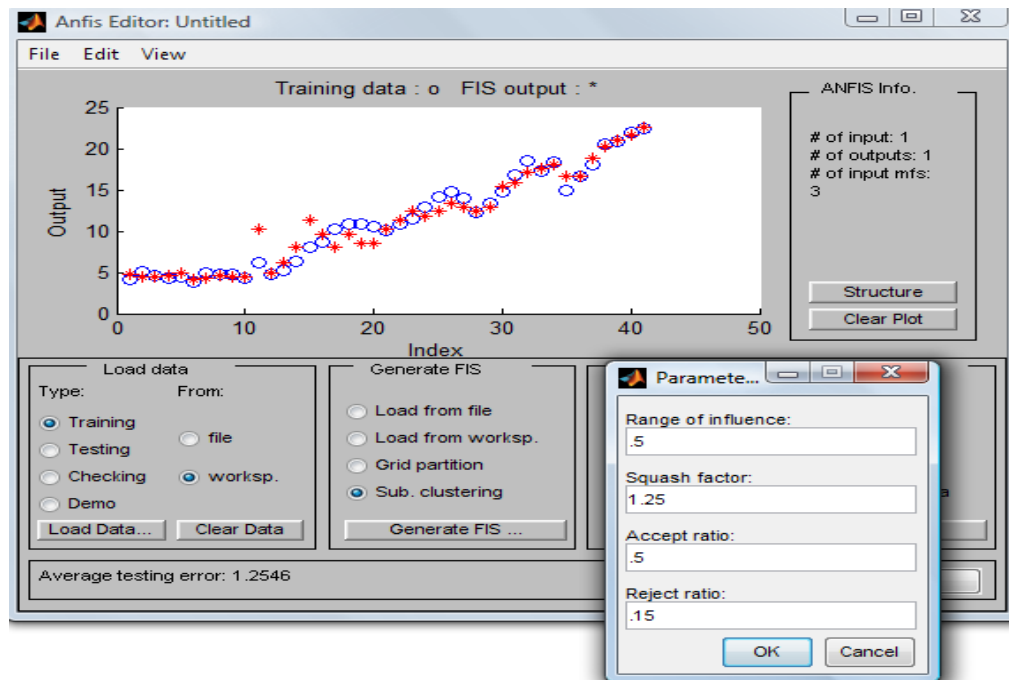 Anfis Editor: Untitled
File Edit View
Training data : o FIS output : *
25
20
15
10
5
0
Output
0 10 20 30 40 50
Index
ANFIS Info.
# of input: 1
# of outputs: 1
# of input mfs:
3
Structure
Clear Plot
Load data
Type: From:
Training
Testing
Checking
Demo
file
worksp.
Load Data... Clear Data
Generate FIS
Load from file
Load from worksp.
Grid partition
Sub. clustering
Generate FIS ...
Average testing error: 1.2546
Paramete...
Range of influence:
.5
Squash factor:
1.25
Accept ratio:
.5
Reject ratio:
.15
OK Cancel